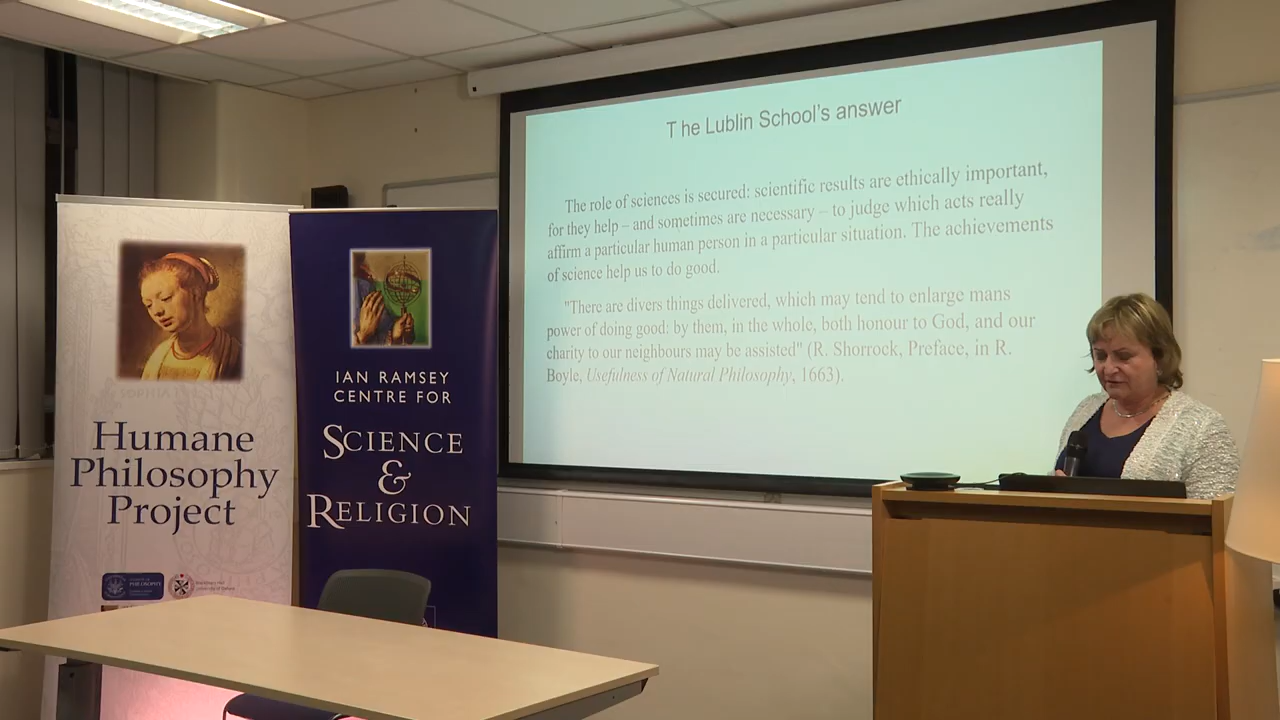 The Lublin School's answer
The role of sciences is secured: scientific results are ethically important,
for they help – and sometimes are necessary – to judge which acts really
affirm a particular human person in a particular situation. The achievements
of science help us to do good.
"There are divers things delivered, which may tend to enlarge mans
power of doing good: by them, in the whole, both honour to God, and our
charity to our neighbours may be assisted" (R. Shorrock, Preface, in R.
Boyle, Usefulness of Natural Philosophy, 1663).
Humane
Philosophy
Project
PHILOSOPHY
IAN RAMSEY
CENTRE FOR
SCIENCE
&
RELIGION